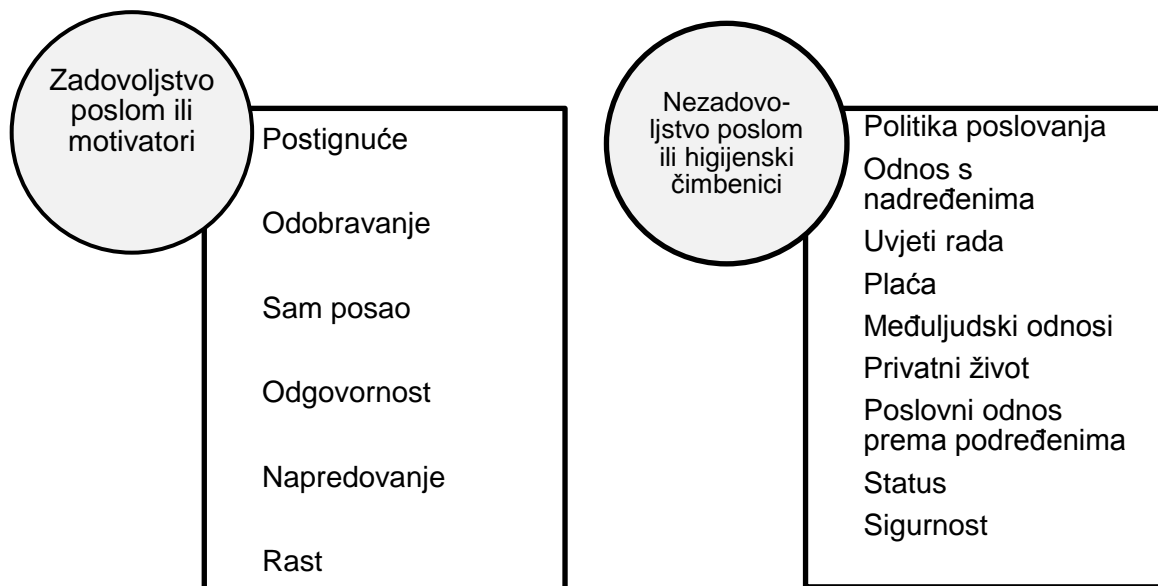 Zadovoljstvo
poslom ili
motivatori
Postignuće
Odobravanje
Sam posao
Odgovornost
Napredovanje
Rast
Nezadovo-
ljstvo poslom
ili higijenski
čimbenici
Politika poslovanja
Odnos s
nadređenima
Uvjeti rada
Plaća
Međuljudski odnosi
Privatni život
Poslovni odnos
prema podređenima
Status
Sigurnost